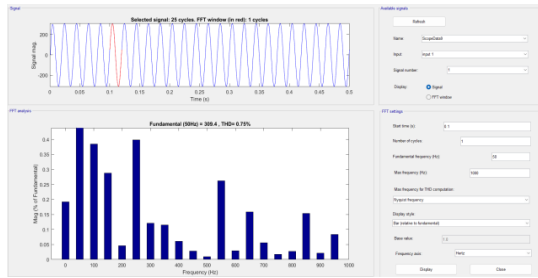 Signal
Selected signal: 25 cycles. FFT window (in red): 1 cycles
200
0
-200
Signal mag.
0
0.05
0.1
0.15
0.2
0.25
0.3
0.35
0.4
0.45
0.5
Time (s)
FFT analysis
Fundamental (50Hz) = 309.4 , THD= 0.75%
0.4
0.35
0.3
0.25
0.2
0.15
0.1
0.05
0
Mag (% of Fundamental)
0
100
200
300
400
500
600
700
800
900
1000
Frequency (Hz)
Available signals
Refresh
Name:
ScopeData8
Input:
input 1
Signal number:
1
Display:
Signal
FFT window
FFT settings
Start time (s):
0.1
Number of cycles:
1
Fundamental frequency (Hz):
50
Max frequency (Hz):
1000
Max frequency for THD computation:
Nyquist frequency
Display style:
Bar (relative to fundamental)
Base value:
1.0
Frequency axis:
Hertz
Display
Close